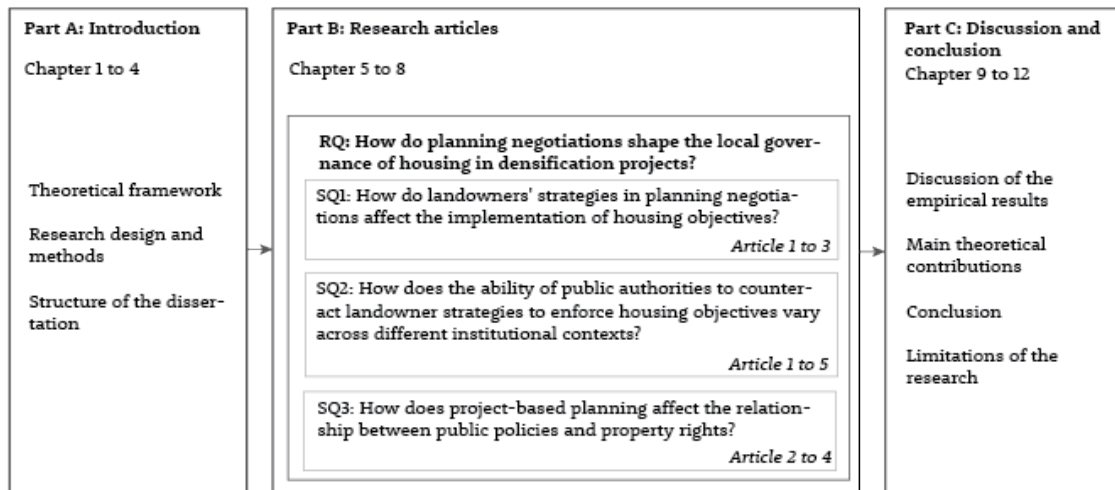 Part A: Introduction
Chapter 1 to 4
Theoretical framework
Research design and
methods
Structure of the disser-
tation
Part B: Research articles
Chapter 5 to 8
RQ: How do planning negotiations shape the local gover-
nance of housing in densification projects?
SQ1: How do landowners' strategies in planning negotia-
tions affect the implementation of housing objectives?
Article 1 to 3
SQ2: How does the ability of public authorities to counter-
act landowner strategies to enforce housing objectives vary
across different institutional contexts?
Article 1 to 5
SQ3: How does project-based planning affect the relation-
ship between public policies and property rights?
Article 2 to 4
Part C: Discussion and
conclusion
Chapter 9 to 12
Discussion of the
empirical results
Main theoretical
contributions
Conclusion
Limitations of the
research